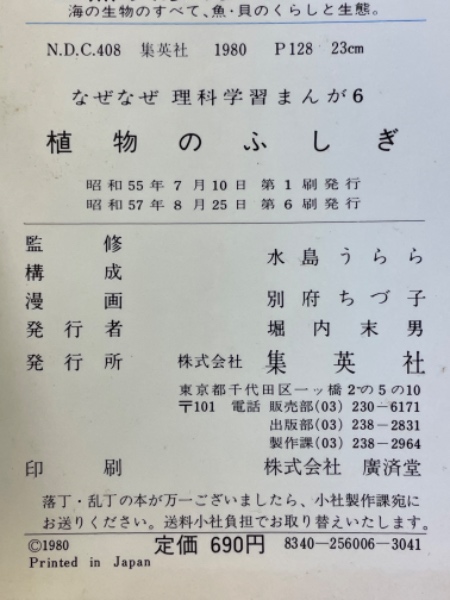 海の生物のすべて、魚・貝のくらしと生態。
N.D.C.408 集英社 1980 P128 23cm
なぜなぜ 理科学習まんが6
植物のふしぎ
昭和55年7月10日 第1刷発行
昭和57年8月25日 第6刷発行
監修
構成 水島うらら
漫画 別府ちづ子
発行者 堀内末男
発行所 株式会社 集英社
東京都千代田区一ッ橋2の5の10
〒101 電話 販売部(03)230-6171
出版部(03)238-2831
製作課(03)238-2964
印刷 株式会社 廣済堂
落丁・乱丁の本が万一ございましたら、小社製作課宛に
お送りください。送料小社負担でお取り替えいたします。
©1980 定価 690円 8340-256006-3041
Printed in Japan